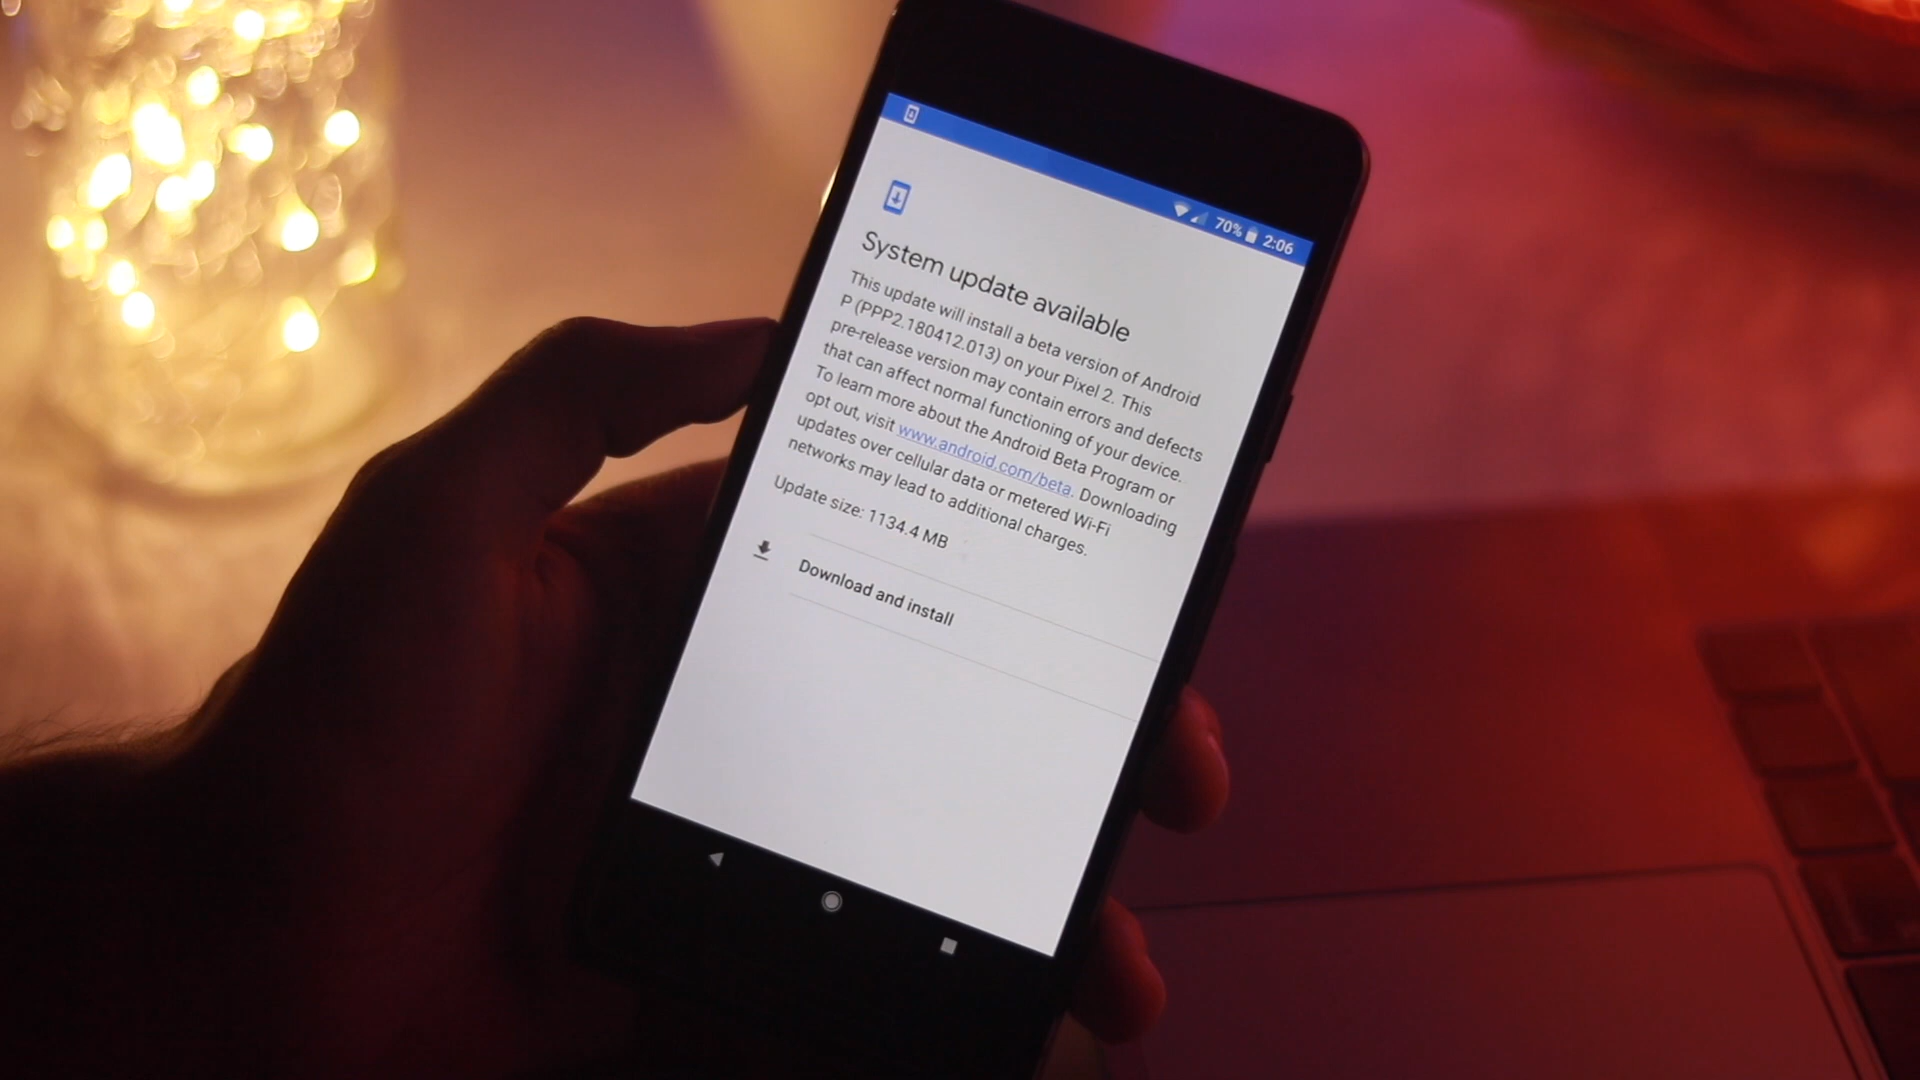 70% 2:06
System update available
This update will install a beta version of Android
P (PPP2.180412.013) on your Pixel 2. This
pre-release version may contain errors and defects
that can affect normal functioning of your device.
To learn more about the Android Beta Program or
opt out, visit www.android.com/beta. Downloading
updates over cellular data or metered Wi-Fi
networks may lead to additional charges.
Update size: 1134.4 MB
Download and install